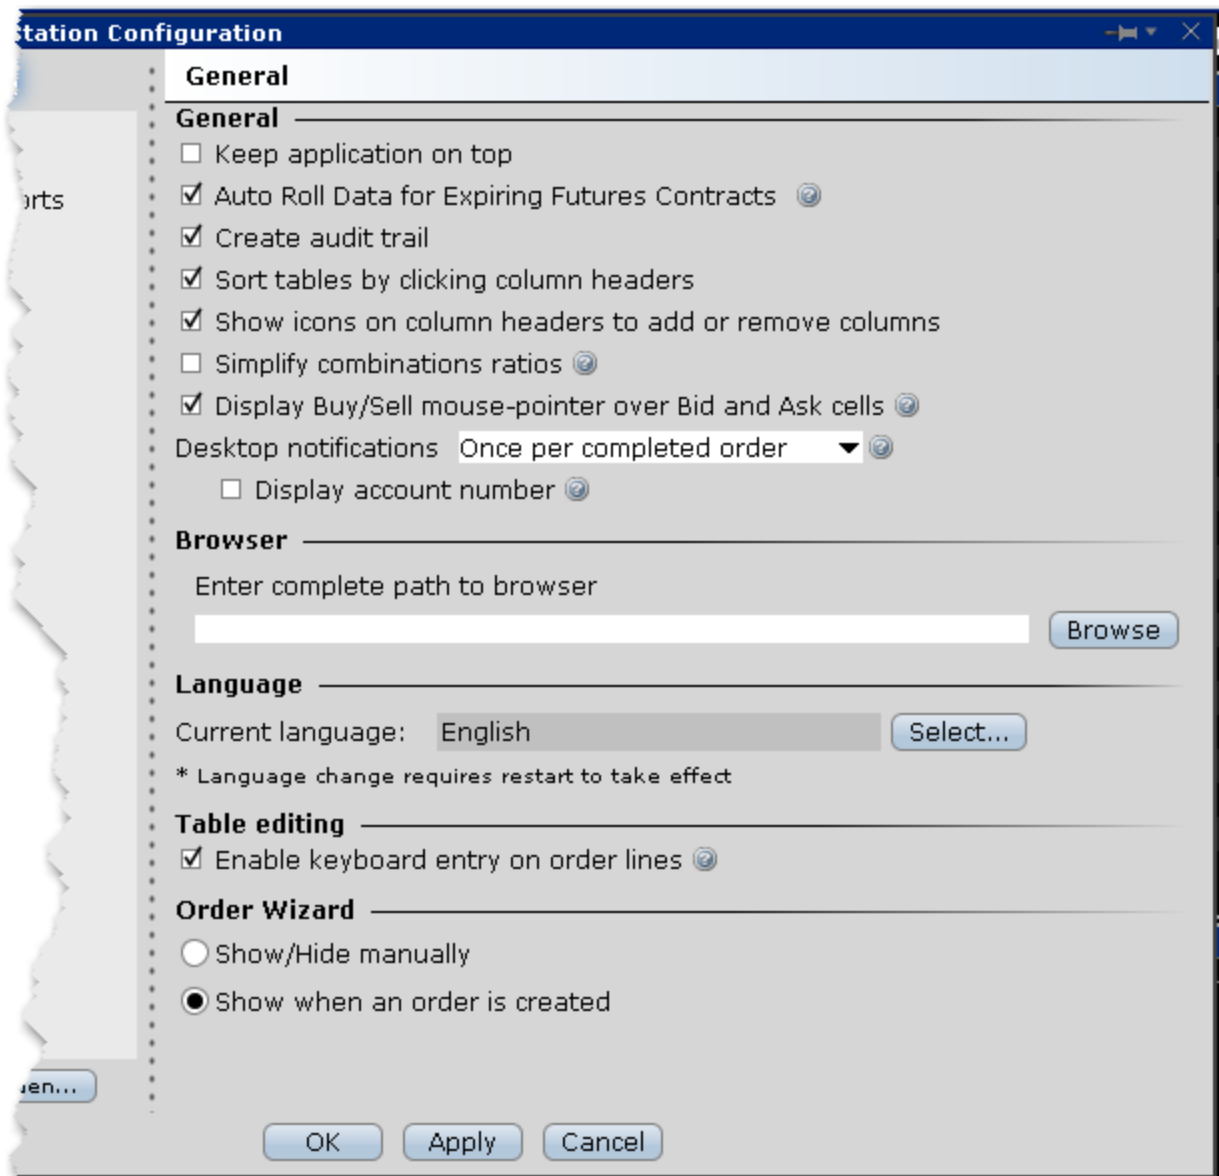 tation Configuration
General
General
Keep application on top
orts
Auto Roll Data for Expiring Futures Contracts
Create audit trail
Sort tables by clicking column headers
Show icons on column headers to add or remove columns
Simplify combinations ratios
Display Buy/Sell mouse-pointer over Bid and Ask cells
Desktop notifications Once per completed order
Display account number
Browser
Enter complete path to browser
Browse
Language
Current language: English Select...
* Language change requires restart to take effect
Table editing
Enable keyboard entry on order lines
Order Wizard
Show/Hide manually
Show when an order is created
OK Apply Cancel